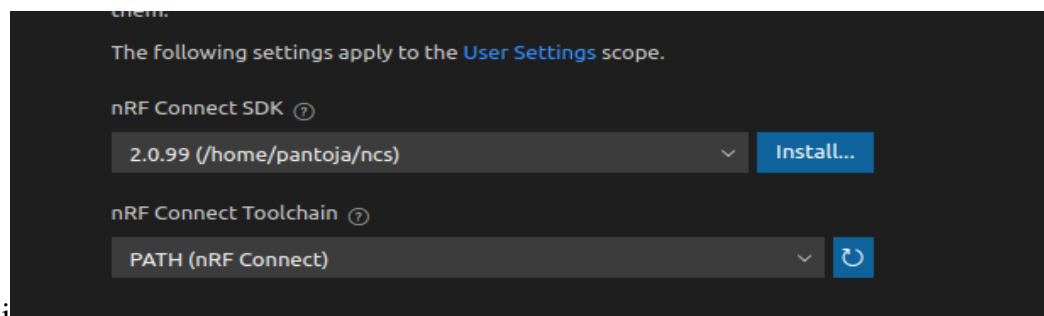 them.
The following settings apply to the User Settings scope.
nRF Connect SDK ?
2.0.99 (/home/pantoja/ncs)
Install...
nRF Connect Toolchain ?
PATH (nRF Connect)
i